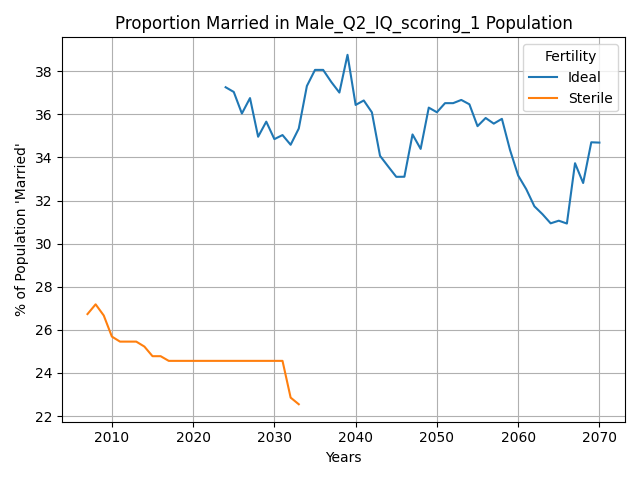 Proportion Married in Male_Q2_IQ_scoring_1 Population
Fertility
Ideal
Sterile
% of Population 'Married'
38
36
34
32
30
28
26
24
22
2010 2020 2030 2040 2050 2060 2070
Years